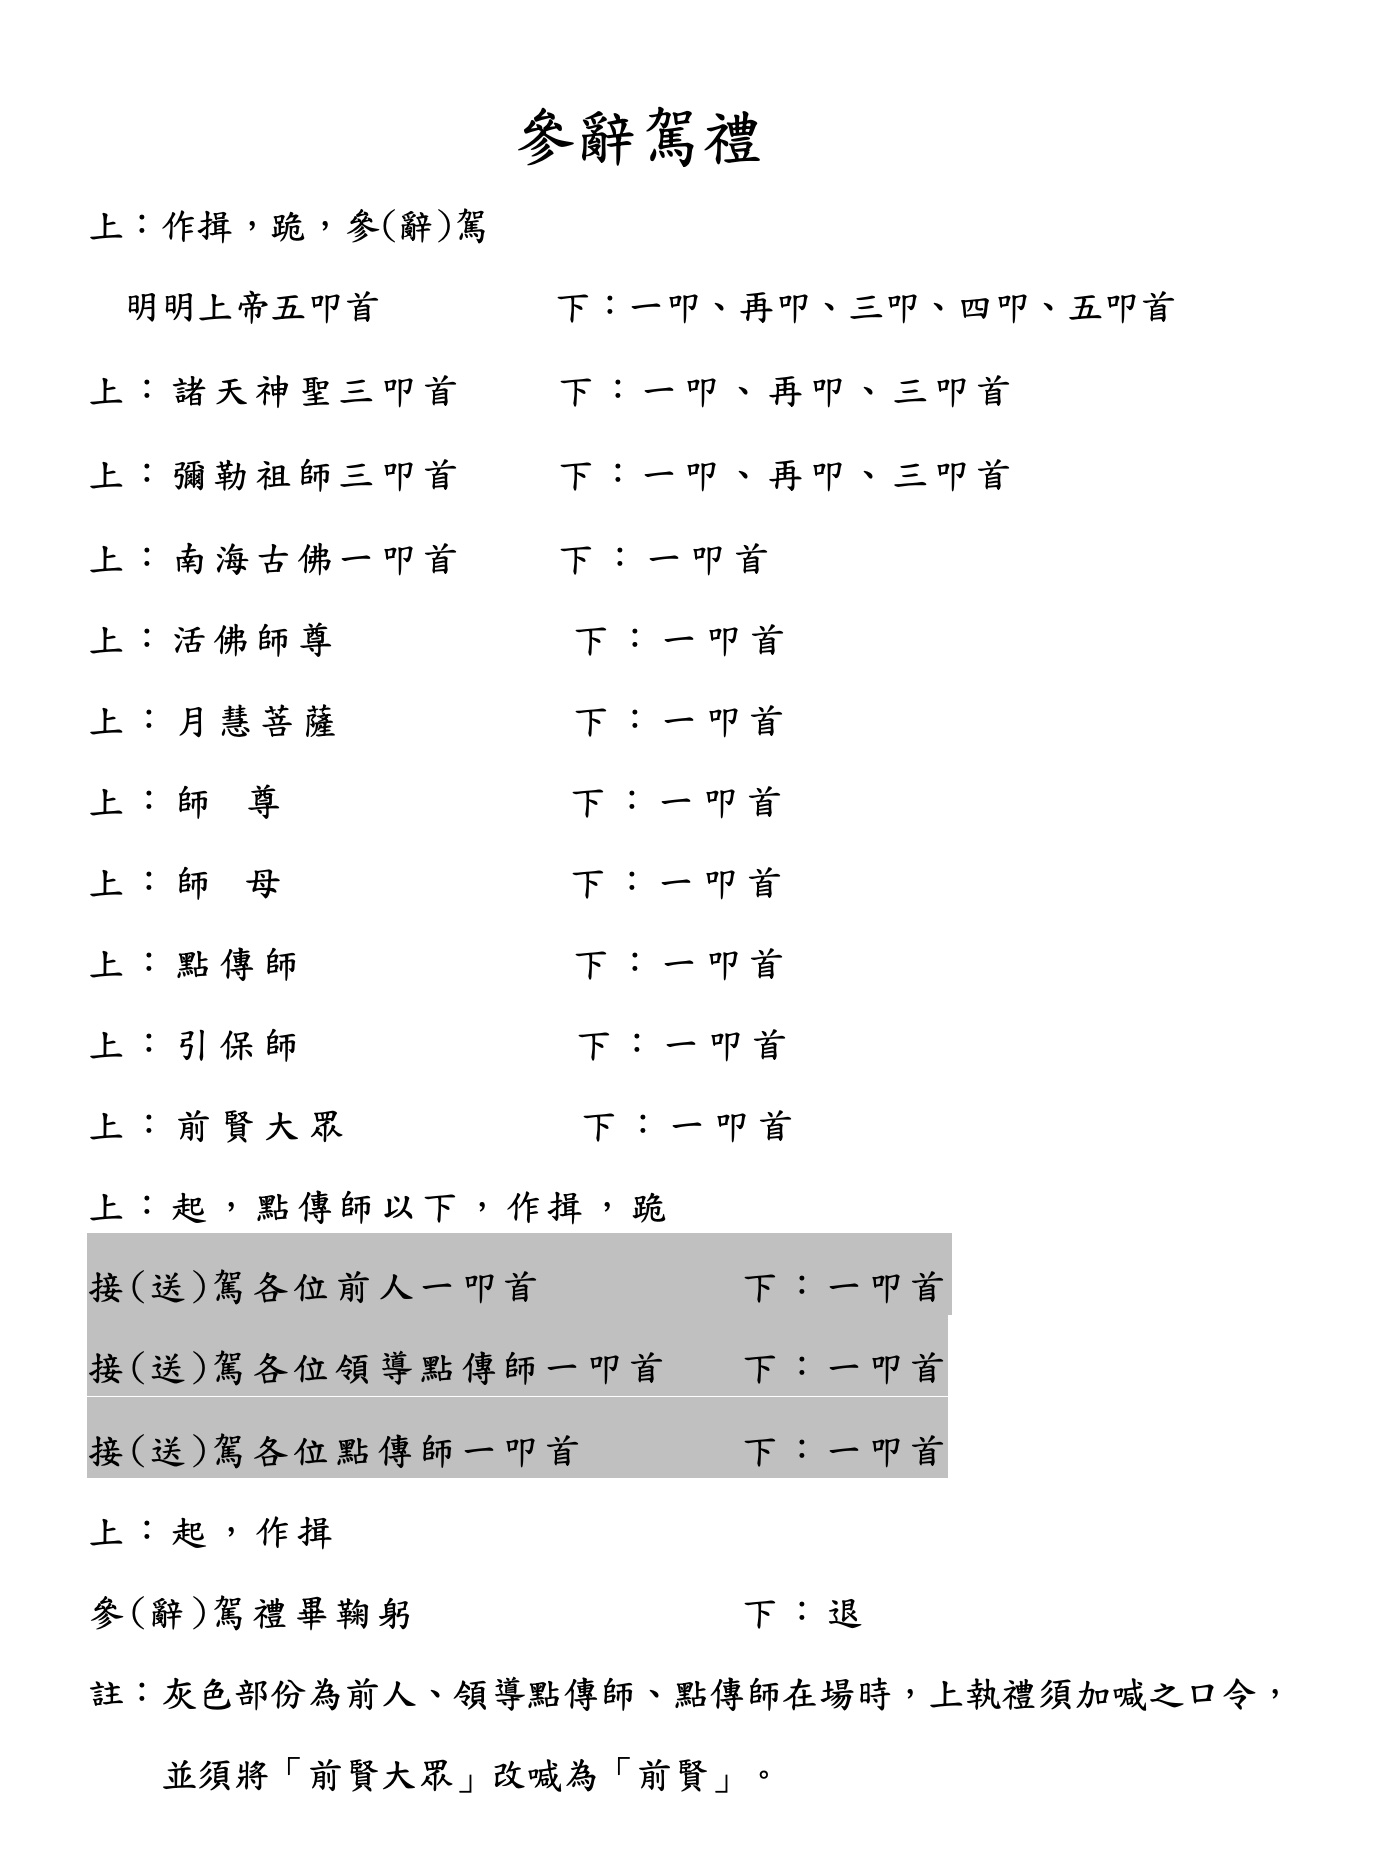 參辭駕禮
上：作揖，跪，參(辭)駕
明明上帝五叩首 下：一叩、再叩、三叩、四叩、五叩首
上：諸天神聖三叩首 下：一叩、再叩、三叩首
上：彌勒祖師三叩首 下：一叩、再叩、三叩首
上：南海古佛一叩首 下：一叩首
上：活佛師尊 下：一叩首
上：月慧菩薩 下：一叩首
上：師 尊 下：一叩首
上：師 母 下：一叩首
上：點傳師 下：一叩首
上：引保師 下：一叩首
上：前賢大眾 下：一叩首
上：起，點傳師以下，作揖，跪
接(送)駕各位前人一叩首 下：一叩首
接(送)駕各位領導點傳師一叩首 下：一叩首
接(送)駕各位點傳師一叩首 下：一叩首
上：起，作揖
參(辭)駕禮畢鞠躬 下：退
註：灰色部份為前人、領導點傳師、點傳師在場時，上執禮須加喊之口令，
並須將「前賢大眾」改喊為「前賢」。